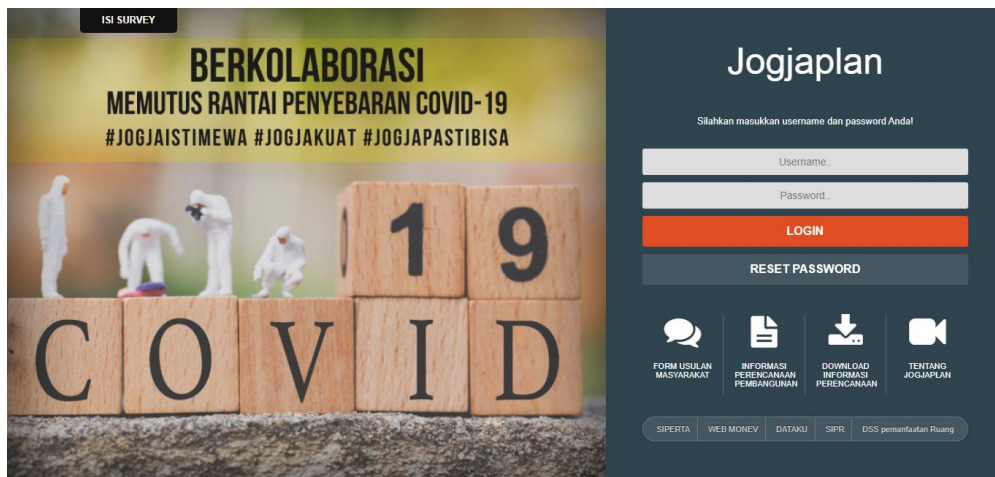 ISI SURVEY
BERKOLABORASI
MEMUTUS RANTAI PENYEBARAN COVID-19
#JOGJAISTIMEWA #JOGJAKUAT #JOGJAPASTIBISA
19
COVID
Jogjaplan
Silahkan masukkan username dan password Anda!
Username..
Password..
LOGIN
RESET PASSWORD
FORM USULAN
MASYARAKAT
INFORMASI
PERENCANAAN
PEMBANGUNAN
DOWNLOAD
INFORMASI
PERENCANAAN
TENTANG
JOGJAPLAN
SIPERTA WEB MONEV DATAKU SIPR DSS pemanfaatan Ruang